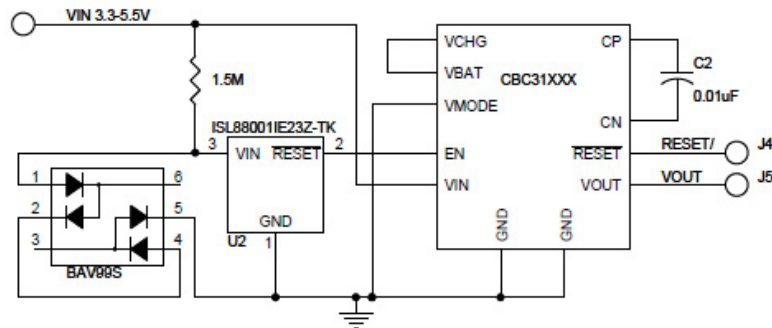 VIN 3.3-5.5V
1.5M
ISL88001IE23Z-TK
3 VIN RESET 2
GND
1
U2
1 6
2 5
3 4
BAV99S
VCHG CP
VBAT CBC31XXX
VMODE
CN
EN RESET
VIN VOUT
GND GND
C2
0.01uF
RESET/ J4
VOUT J5